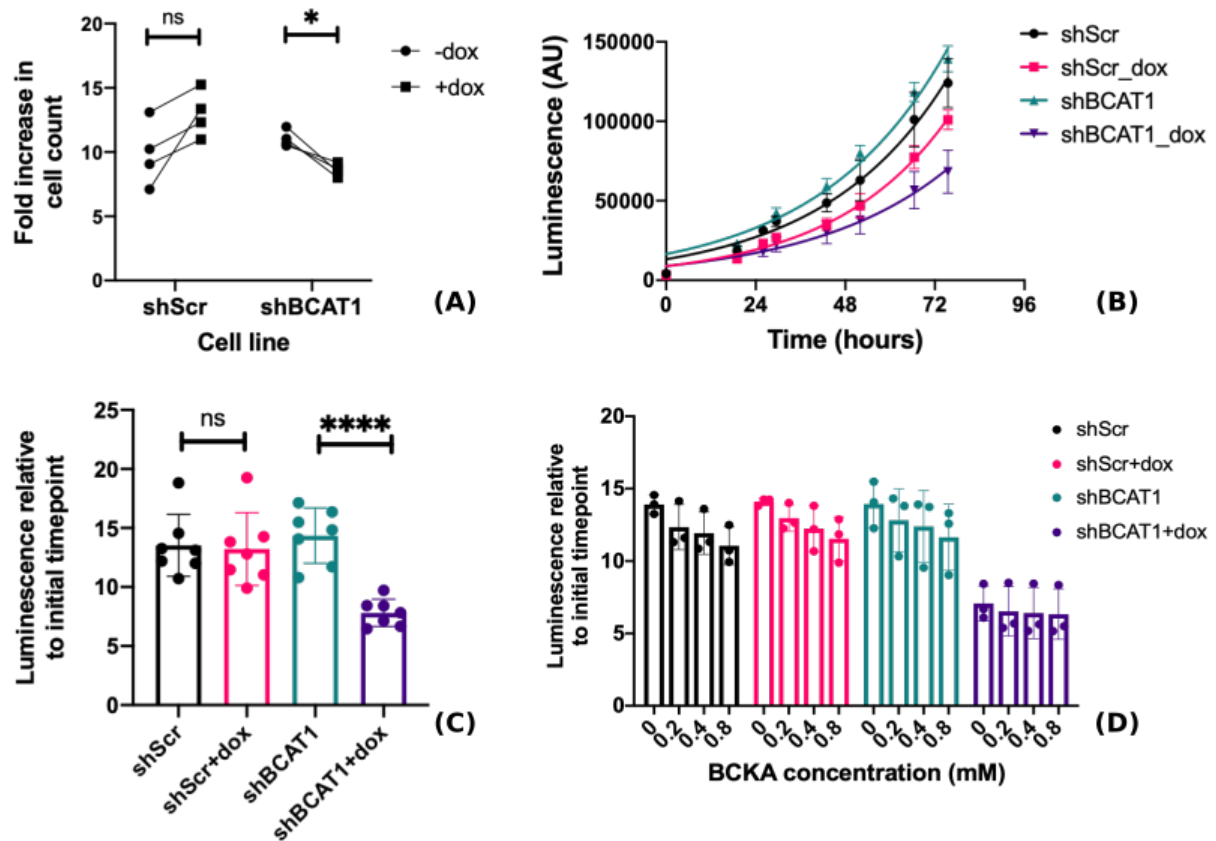 20
15
10
5
0
Fold increase in
cell count
ns
*
-dox
+dox
shScr
shBCAT1
Cell line
(A)
150000
100000
50000
0
Luminescence (AU)
0
24
48
72
96
Time (hours)
shScr
shScr_dox
shBCAT1
shBCAT1_dox
(B)
25
20
15
10
5
0
Luminescence relative
to initial timepoint
ns
****
shScr
shScr+dox
shBCAT1
shBCAT1+dox
(C)
20
15
10
5
0
Luminescence relative
to initial timepoint
shScr
shScr+dox
shBCAT1
shBCAT1+dox
0
0.2
0.4
0.8
0
0.2
0.4
0.8
0
0.2
0.4
0.8
0
0.2
0.4
0.8
BCKA concentration (mM)
(D)